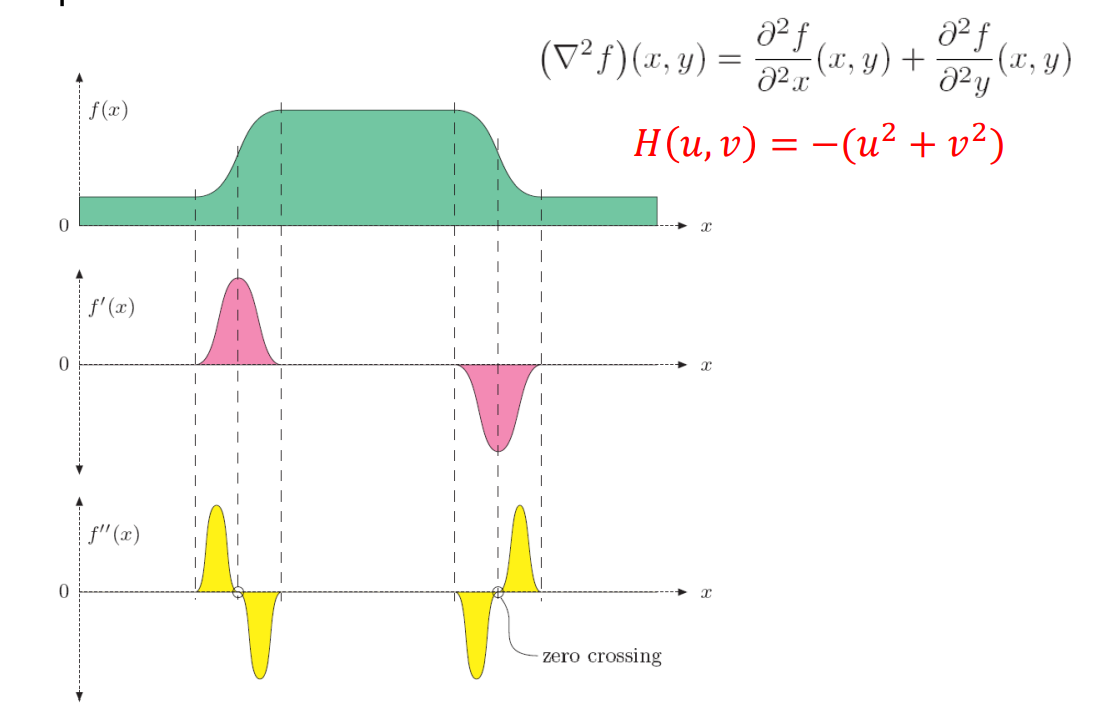 (∇²f)(x, y) = ∂²f/∂²x (x, y) + ∂²f/∂²y (x, y)
H(u, v) = −(u² + v²)
f(x)
0
x
f′(x)
0
x
f″(x)
0
x
zero crossing